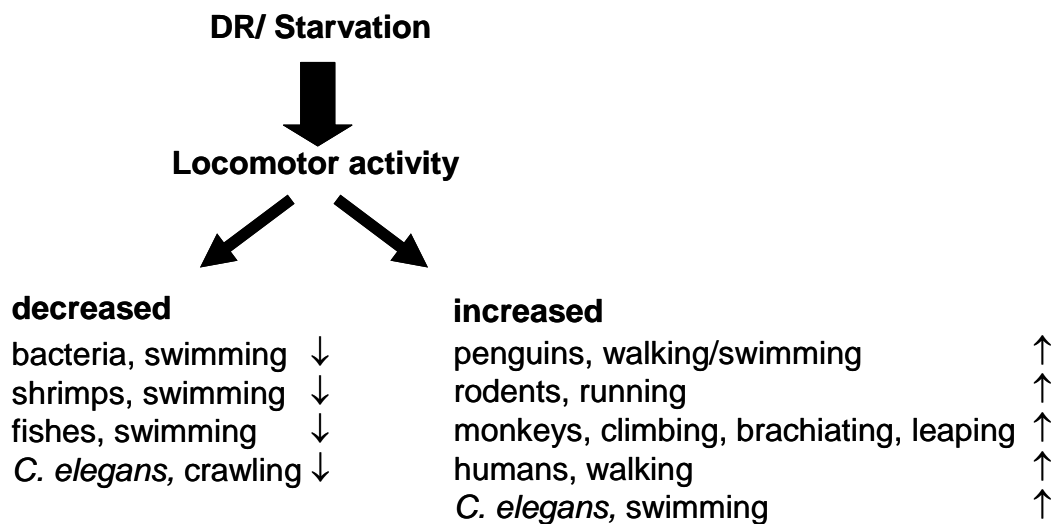 DR/ Starvation
Locomotor activity
decreased
bacteria, swimming ↓
shrimps, swimming ↓
fishes, swimming ↓
C. elegans, crawling ↓
increased
penguins, walking/swimming ↑
rodents, running ↑
monkeys, climbing, brachiating, leaping ↑
humans, walking ↑
C. elegans, swimming ↑